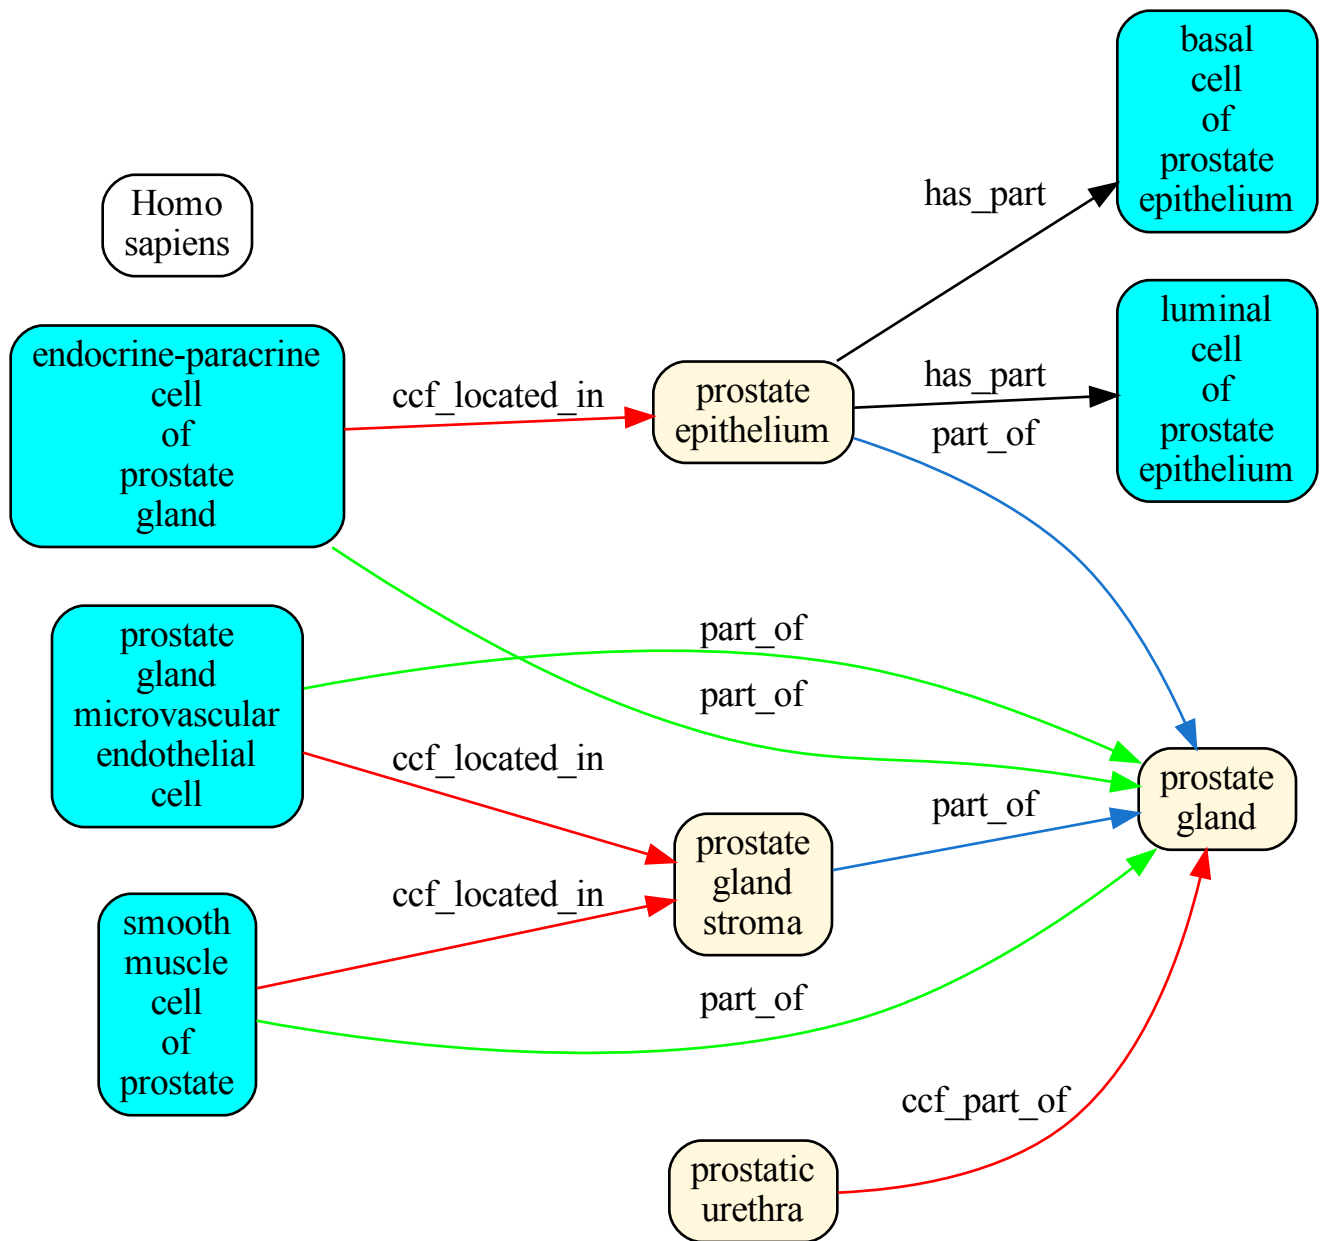 Homo
sapiens
endocrine-paracrine
cell
of
prostate
gland
prostate
gland
microvascular
endothelial
cell
smooth
muscle
cell
of
prostate
ccf_located_in
ccf_located_in
ccf_located_in
prostate
epithelium
part_of
part_of
prostate
gland
stroma
part_of
prostatic
urethra
has_part
has_part
part_of
part_of
ccf_part_of
basal
cell
of
prostate
epithelium
luminal
cell
of
prostate
epithelium
prostate
gland